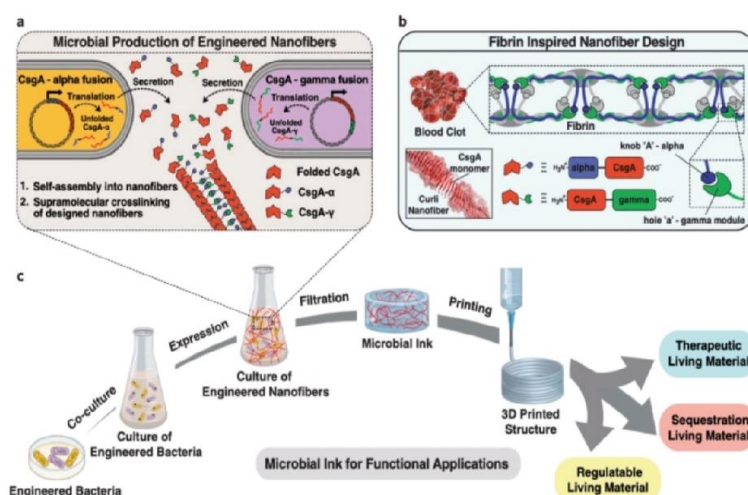 a
Microbial Production of Engineered Nanofibers
CsgA - alpha fusion
Secretion
Secretion
CsgA - gamma fusion
Translation
Translation
Unfolded
CsgA-α
Unfolded
CsgA-γ
Folded CsgA
CsgA-α
CsgA-γ
1. Self-assembly into nanofibers
2. Supramolecular crosslinking
of designed nanofibers
b
Fibrin Inspired Nanofiber Design
Blood Clot
Fibrin
knob 'A' - alpha
CsgA
monomer
Curli
Nanofiber
≡ H₃N⁺ alpha CsgA COO⁻
≡ H₃N⁺ CsgA gamma COO⁻
hole 'a' - gamma module
c
Co-culture
Expression
Filtration
Printing
Engineered Bacteria
Culture of
Engineered Bacteria
Culture of
Engineered Nanofibers
Microbial Ink
3D Printed
Structure
Therapeutic
Living Material
Sequestration
Living Material
Regulatable
Living Material
Microbial Ink for Functional Applications